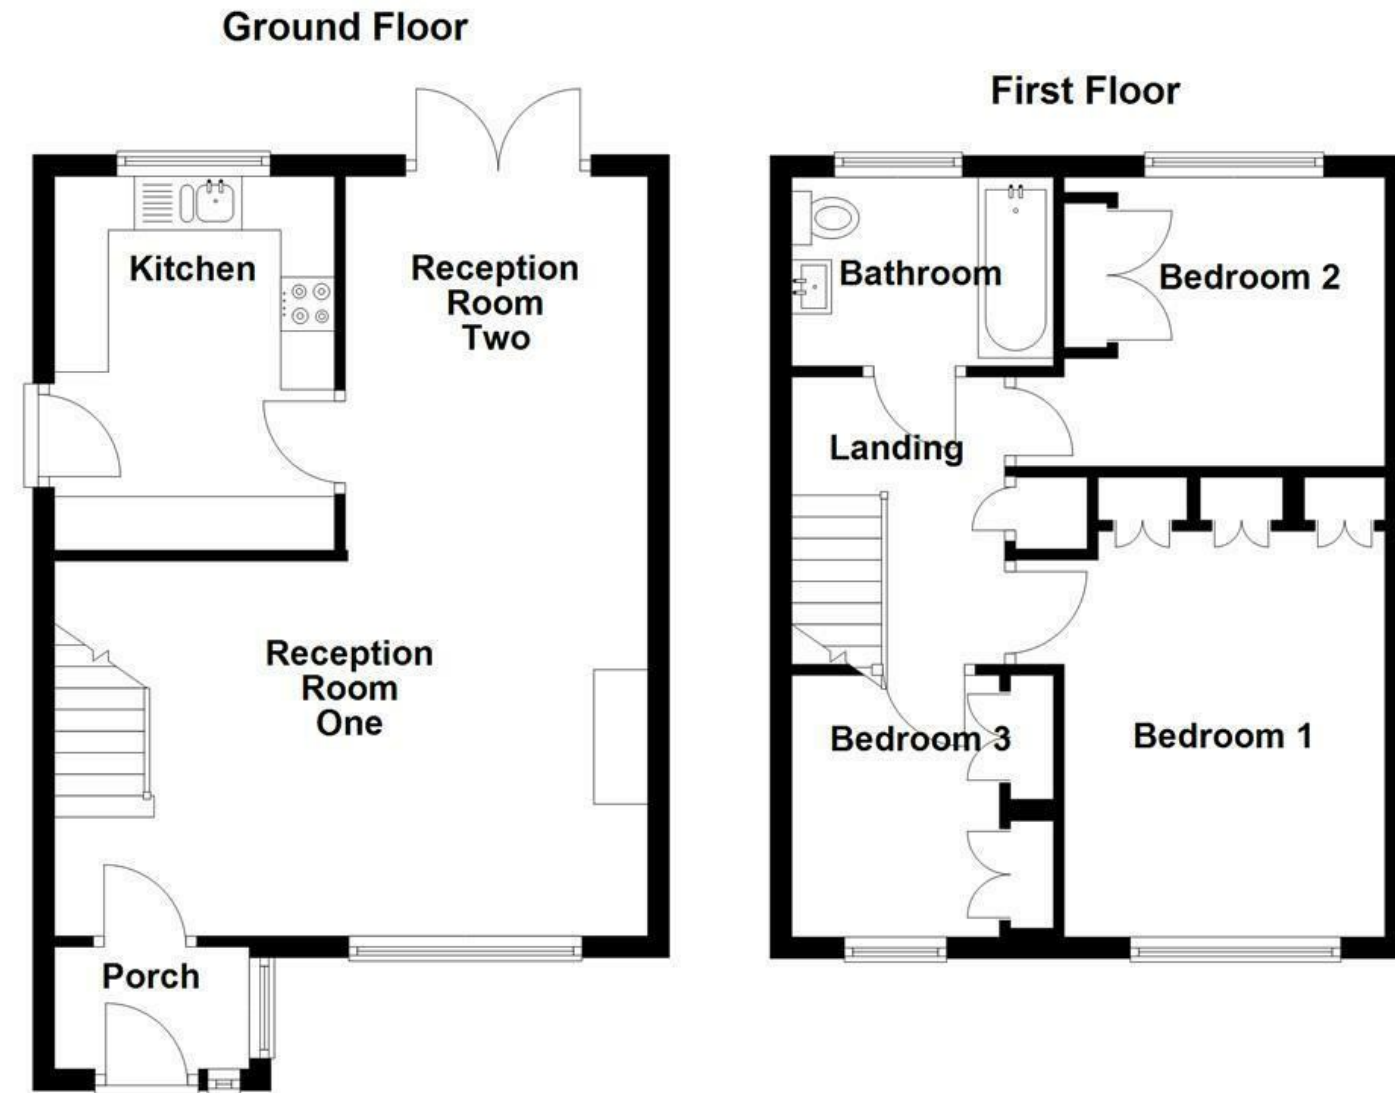 Ground Floor
Kitchen
Reception
Room
Two
Reception
Room
One
Porch
First Floor
Bathroom
Bedroom 2
Landing
Bedroom 3
Bedroom 1